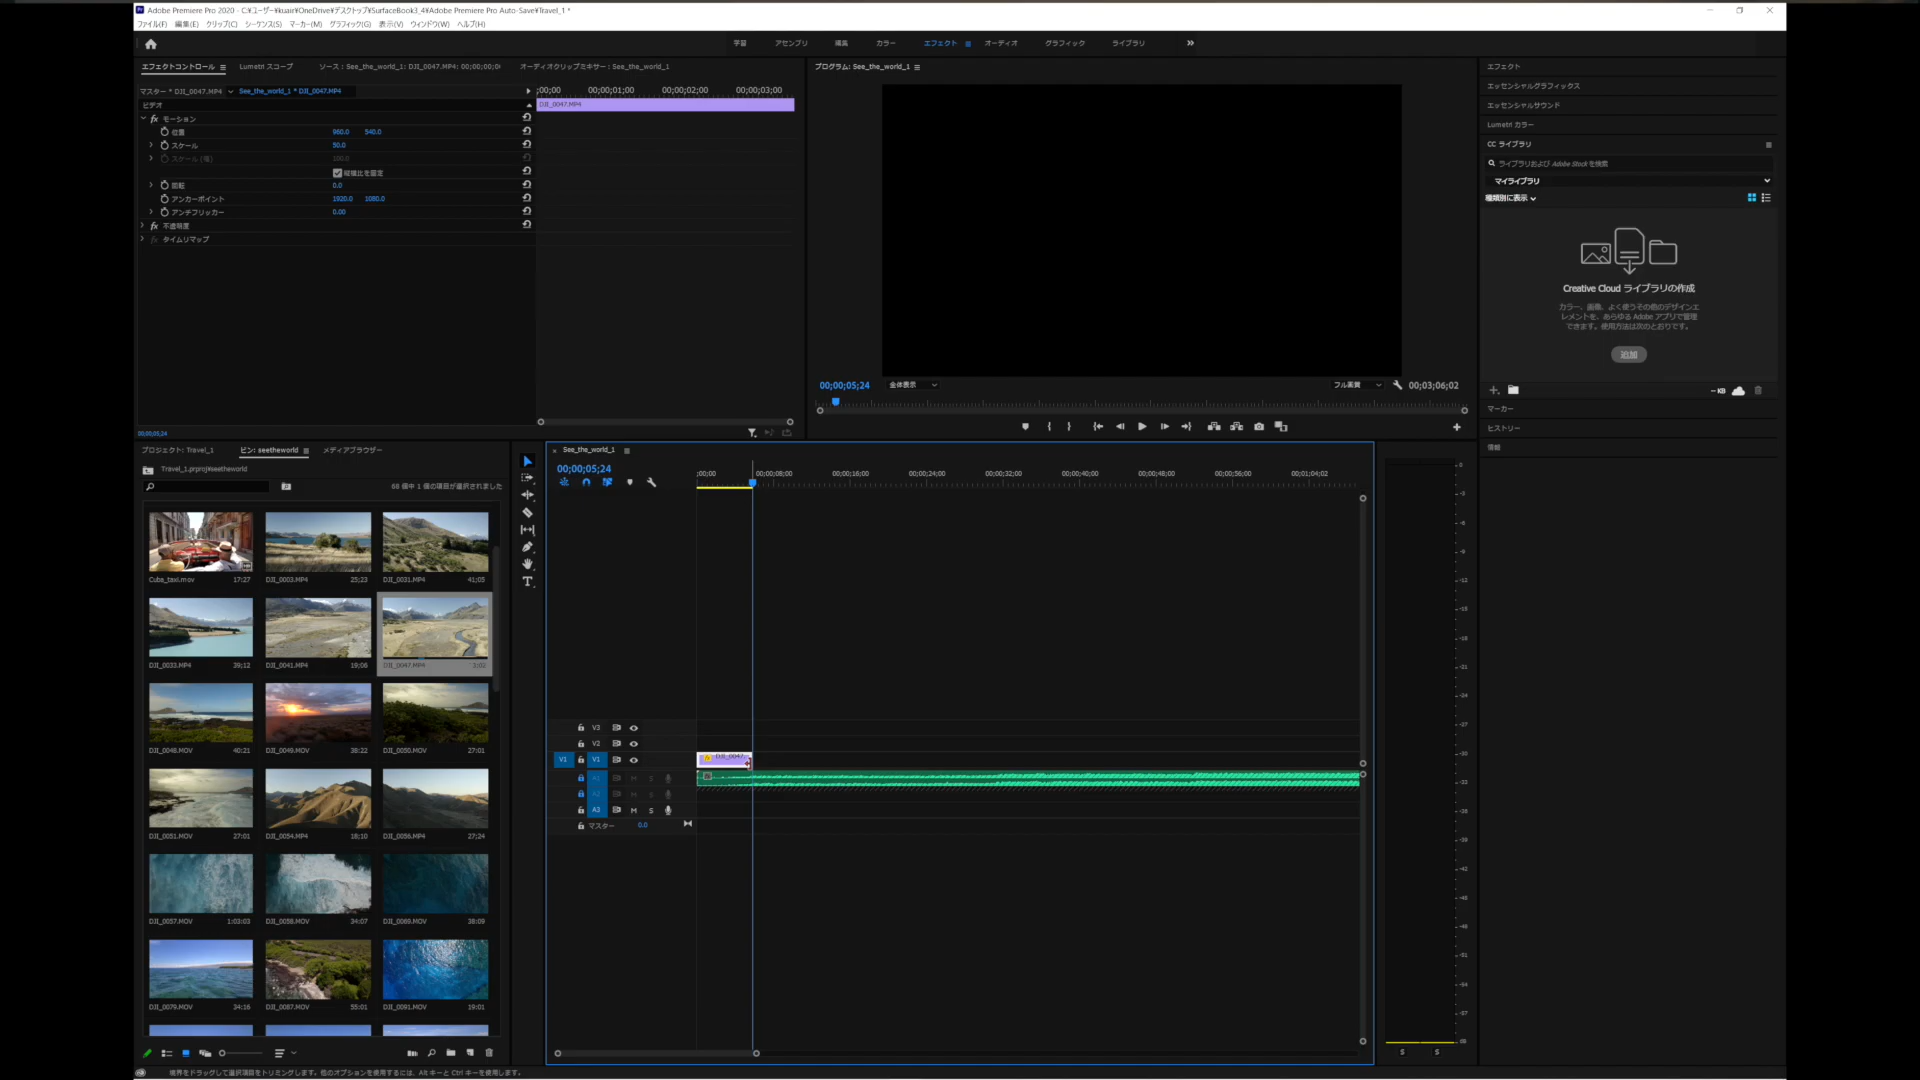 Adobe Premiere Pro 2020 - C:¥ユーザー¥kuair¥OneDrive¥デスクトップ¥SurfaceBook3_4¥Adobe Premiere Pro Auto-Save¥Travel_1 *
ファイル(F) 編集(E) クリップ(C) シーケンス(S) マーカー(M) グラフィック(G) 表示(V) ウィンドウ(W) ヘルプ(H)
学習 アセンブリ 編集 カラー エフェクト オーディオ グラフィック ライブラリ
エフェクトコントロール Lumetri スコープ ソース : See_the_world_1: DJI_0047.MP4: 00;00;00;0 オーディオクリップミキサー : See_the_world_1
マスター * DJI_0047.MP4 See_the_world_1 * DJI_0047.MP4
;00;00 00;00;01;00 00;00;02;00 00;00;03;00
ビデオ
DJI_0047.MP4
fx モーション
位置 960.0 540.0
スケール 50.0
スケール (幅) 100.0
縦横比を固定
回転 0.0
アンカーポイント 1920.0 1080.0
アンチフリッカー 0.00
fx 不透明度
fx タイムリマップ
00;00;05;24
プログラム: See_the_world_1
00;00;05;24 全体表示 フル画質 00;03;06;02
エフェクト
エッセンシャルグラフィックス
エッセンシャルサウンド
Lumetri カラー
CC ライブラリ
ライブラリおよび Adobe Stock を検索
マイライブラリ
種類別に表示
Creative Cloud ライブラリの作成
カラー、画像、よく使うその他のデザインエ
レメントを、あらゆる Adobe アプリで管理
できます。使用方法は次のとおりです。
追加
-- KB
マーカー
ヒストリー
情報
プロジェクト: Travel_1 ビン: seetheworld メディアブラウザー
Travel_1.prproj¥seetheworld
68 個中 1 個の項目が選択されました
Cuba_taxi.mov 17:27 DJI_0003.MP4 25;23 DJI_0031.MP4 41;05
DJI_0033.MP4 39;12 DJI_0041.MP4 19;06 DJI_0047.MP4 3;02
DJI_0048.MP4 40;21 DJI_0049.MOV 38:22 DJI_0050.MOV 27:01
DJI_0051.MOV 27:01 DJI_0054.MP4 18;10 DJI_0056.MP4 27;24
DJI_0057.MOV 1:03:03 DJI_0058.MOV 34:07 DJI_0069.MOV 38:09
DJI_0079.MOV 34:16 DJI_0087.MOV 55:01 DJI_0091.MOV 19:01
See_the_world_1
00;00;05;24
;00;00 00;00;08;00 00;00;16;00 00;00;24;00 00;00;32;00 00;00;40;00 00;00;48;00 00;00;56;00 00;01;04;02
V3
V2
V1 V1 DJI_0047.
A1 M S
A2 M S
A3 M S
マスター 0.0
0
-3
-6
-9
-12
-15
-18
-21
-24
-27
-30
-33
-36
-39
-42
-45
-48
-51
-54
-57
dB
S S
境界をドラッグして選択項目をトリミングします。他のオプションを使用するには、Alt キーと Ctrl キーを使用します。